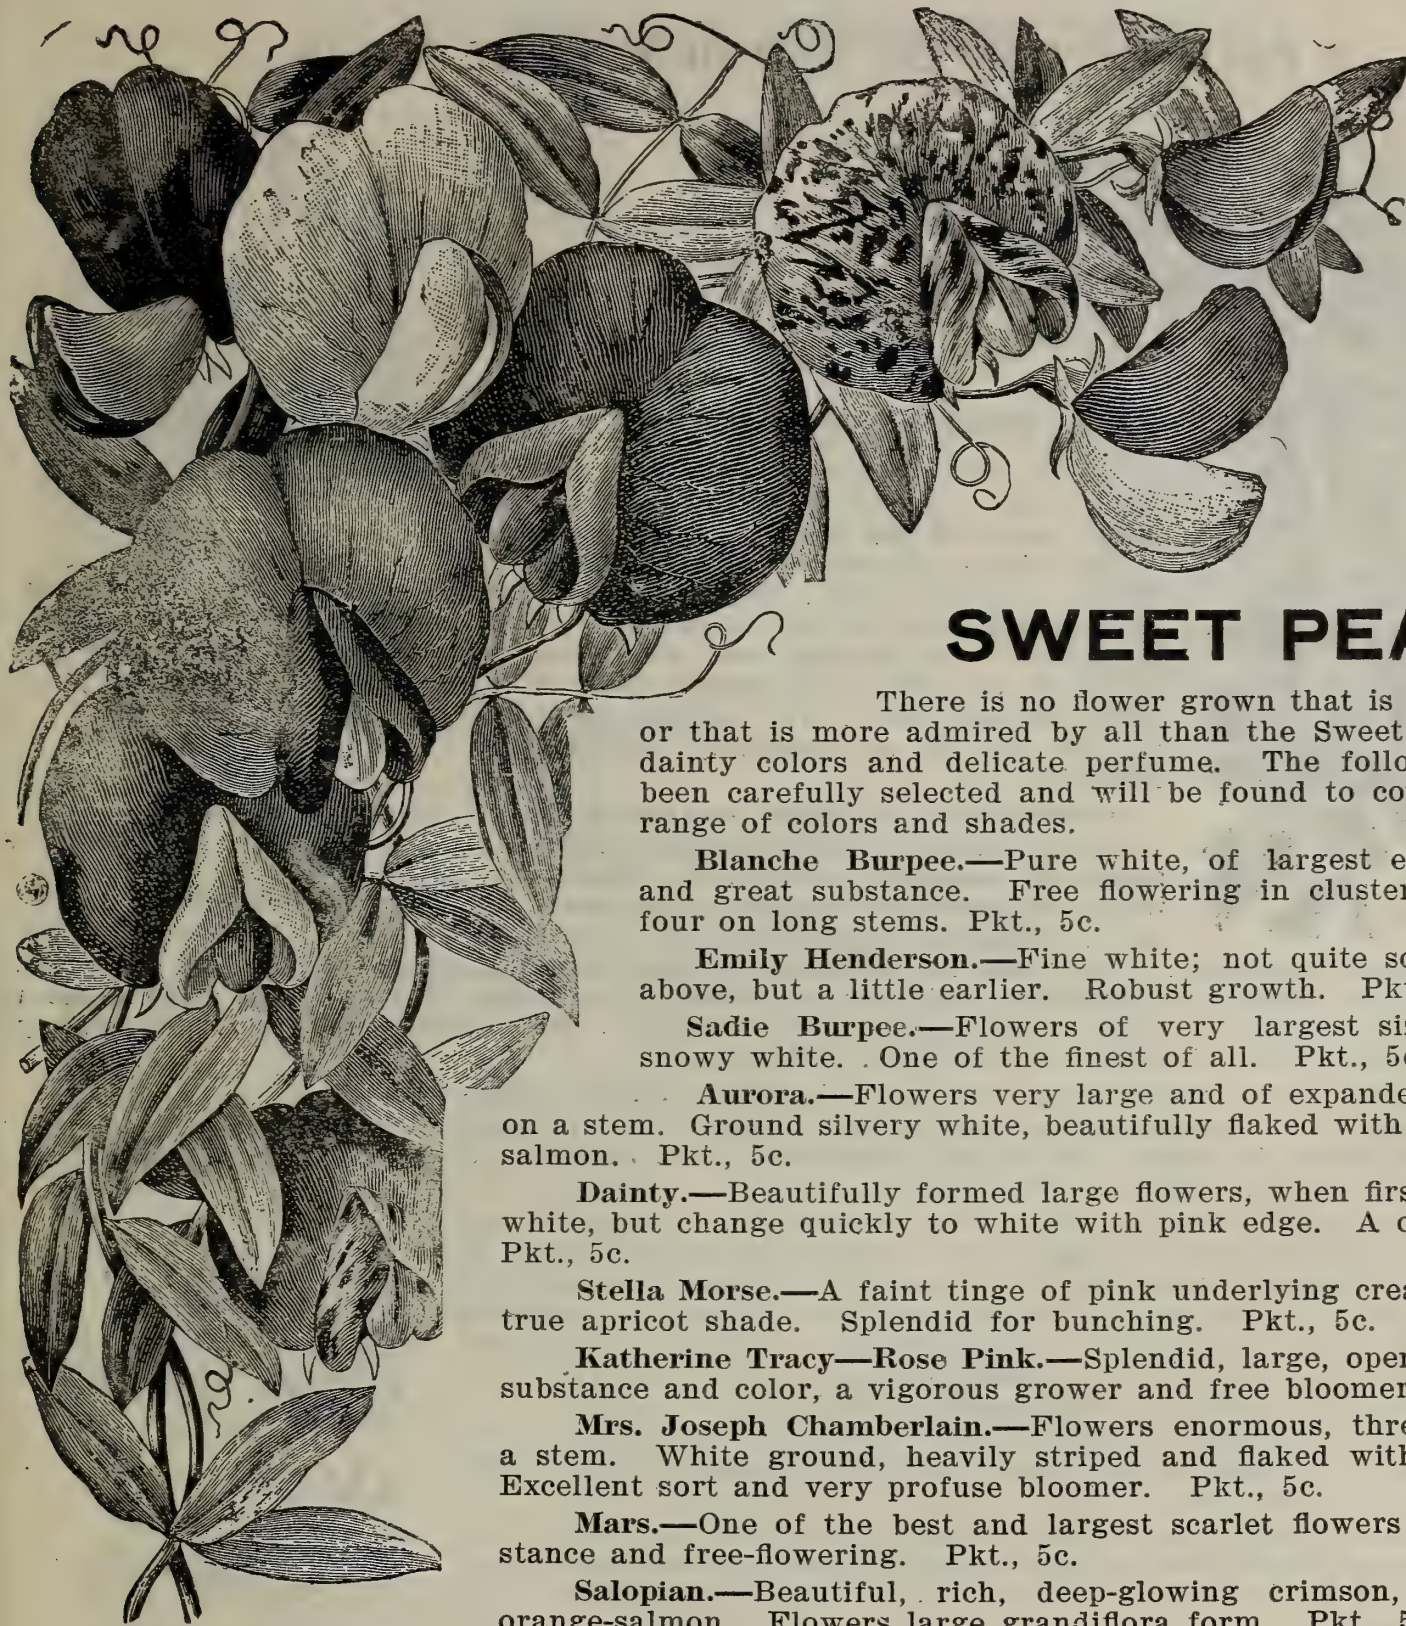 SWEET PEA
There is no flower grown that is
or that is more admired by all than the Sweet
dainty colors and delicate perfume. The follo
been carefully selected and will be found to co
range of colors and shades.
Blanche Burpee.—Pure white, of largest e
and great substance. Free flowering in cluster
four on long stems. Pkt., 5c.
Emily Henderson.—Fine white; not quite so
above, but a little earlier. Robust growth. Pk
Sadie Burpee.—Flowers of very largest si
snowy white. One of the finest of all. Pkt., 5c
Aurora.—Flowers very large and of expande
on a stem. Ground silvery white, beautifully flaked with
salmon. Pkt., 5c.
Dainty.—Beautifully formed large flowers, when firs
white, but change quickly to white with pink edge. A
Pkt., 5c.
Stella Morse.—A faint tinge of pink underlying crea
true apricot shade. Splendid for bunching. Pkt., 5c.
Katherine Tracy—Rose Pink.—Splendid, large, open
substance and color, a vigorous grower and free bloomer
Mrs. Joseph Chamberlain.—Flowers enormous, thre
a stem. White ground, heavily striped and flaked with
Excellent sort and very profuse bloomer. Pkt., 5c.
Mars.—One of the best and largest scarlet flowers
stance and free-flowering. Pkt., 5c.
Salopian.—Beautiful, rich, deep-glowing crimson,
orange-salmon. Flowers large grandiflora form. Pkt., 5